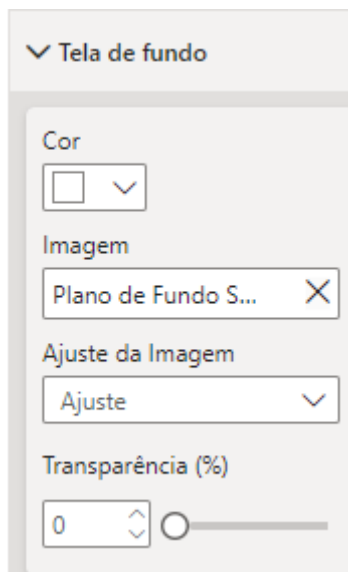 Tela de fundo
Cor
Imagem
Plano de Fundo S...
Ajuste da Imagem
Ajuste
Transparência (%)
0